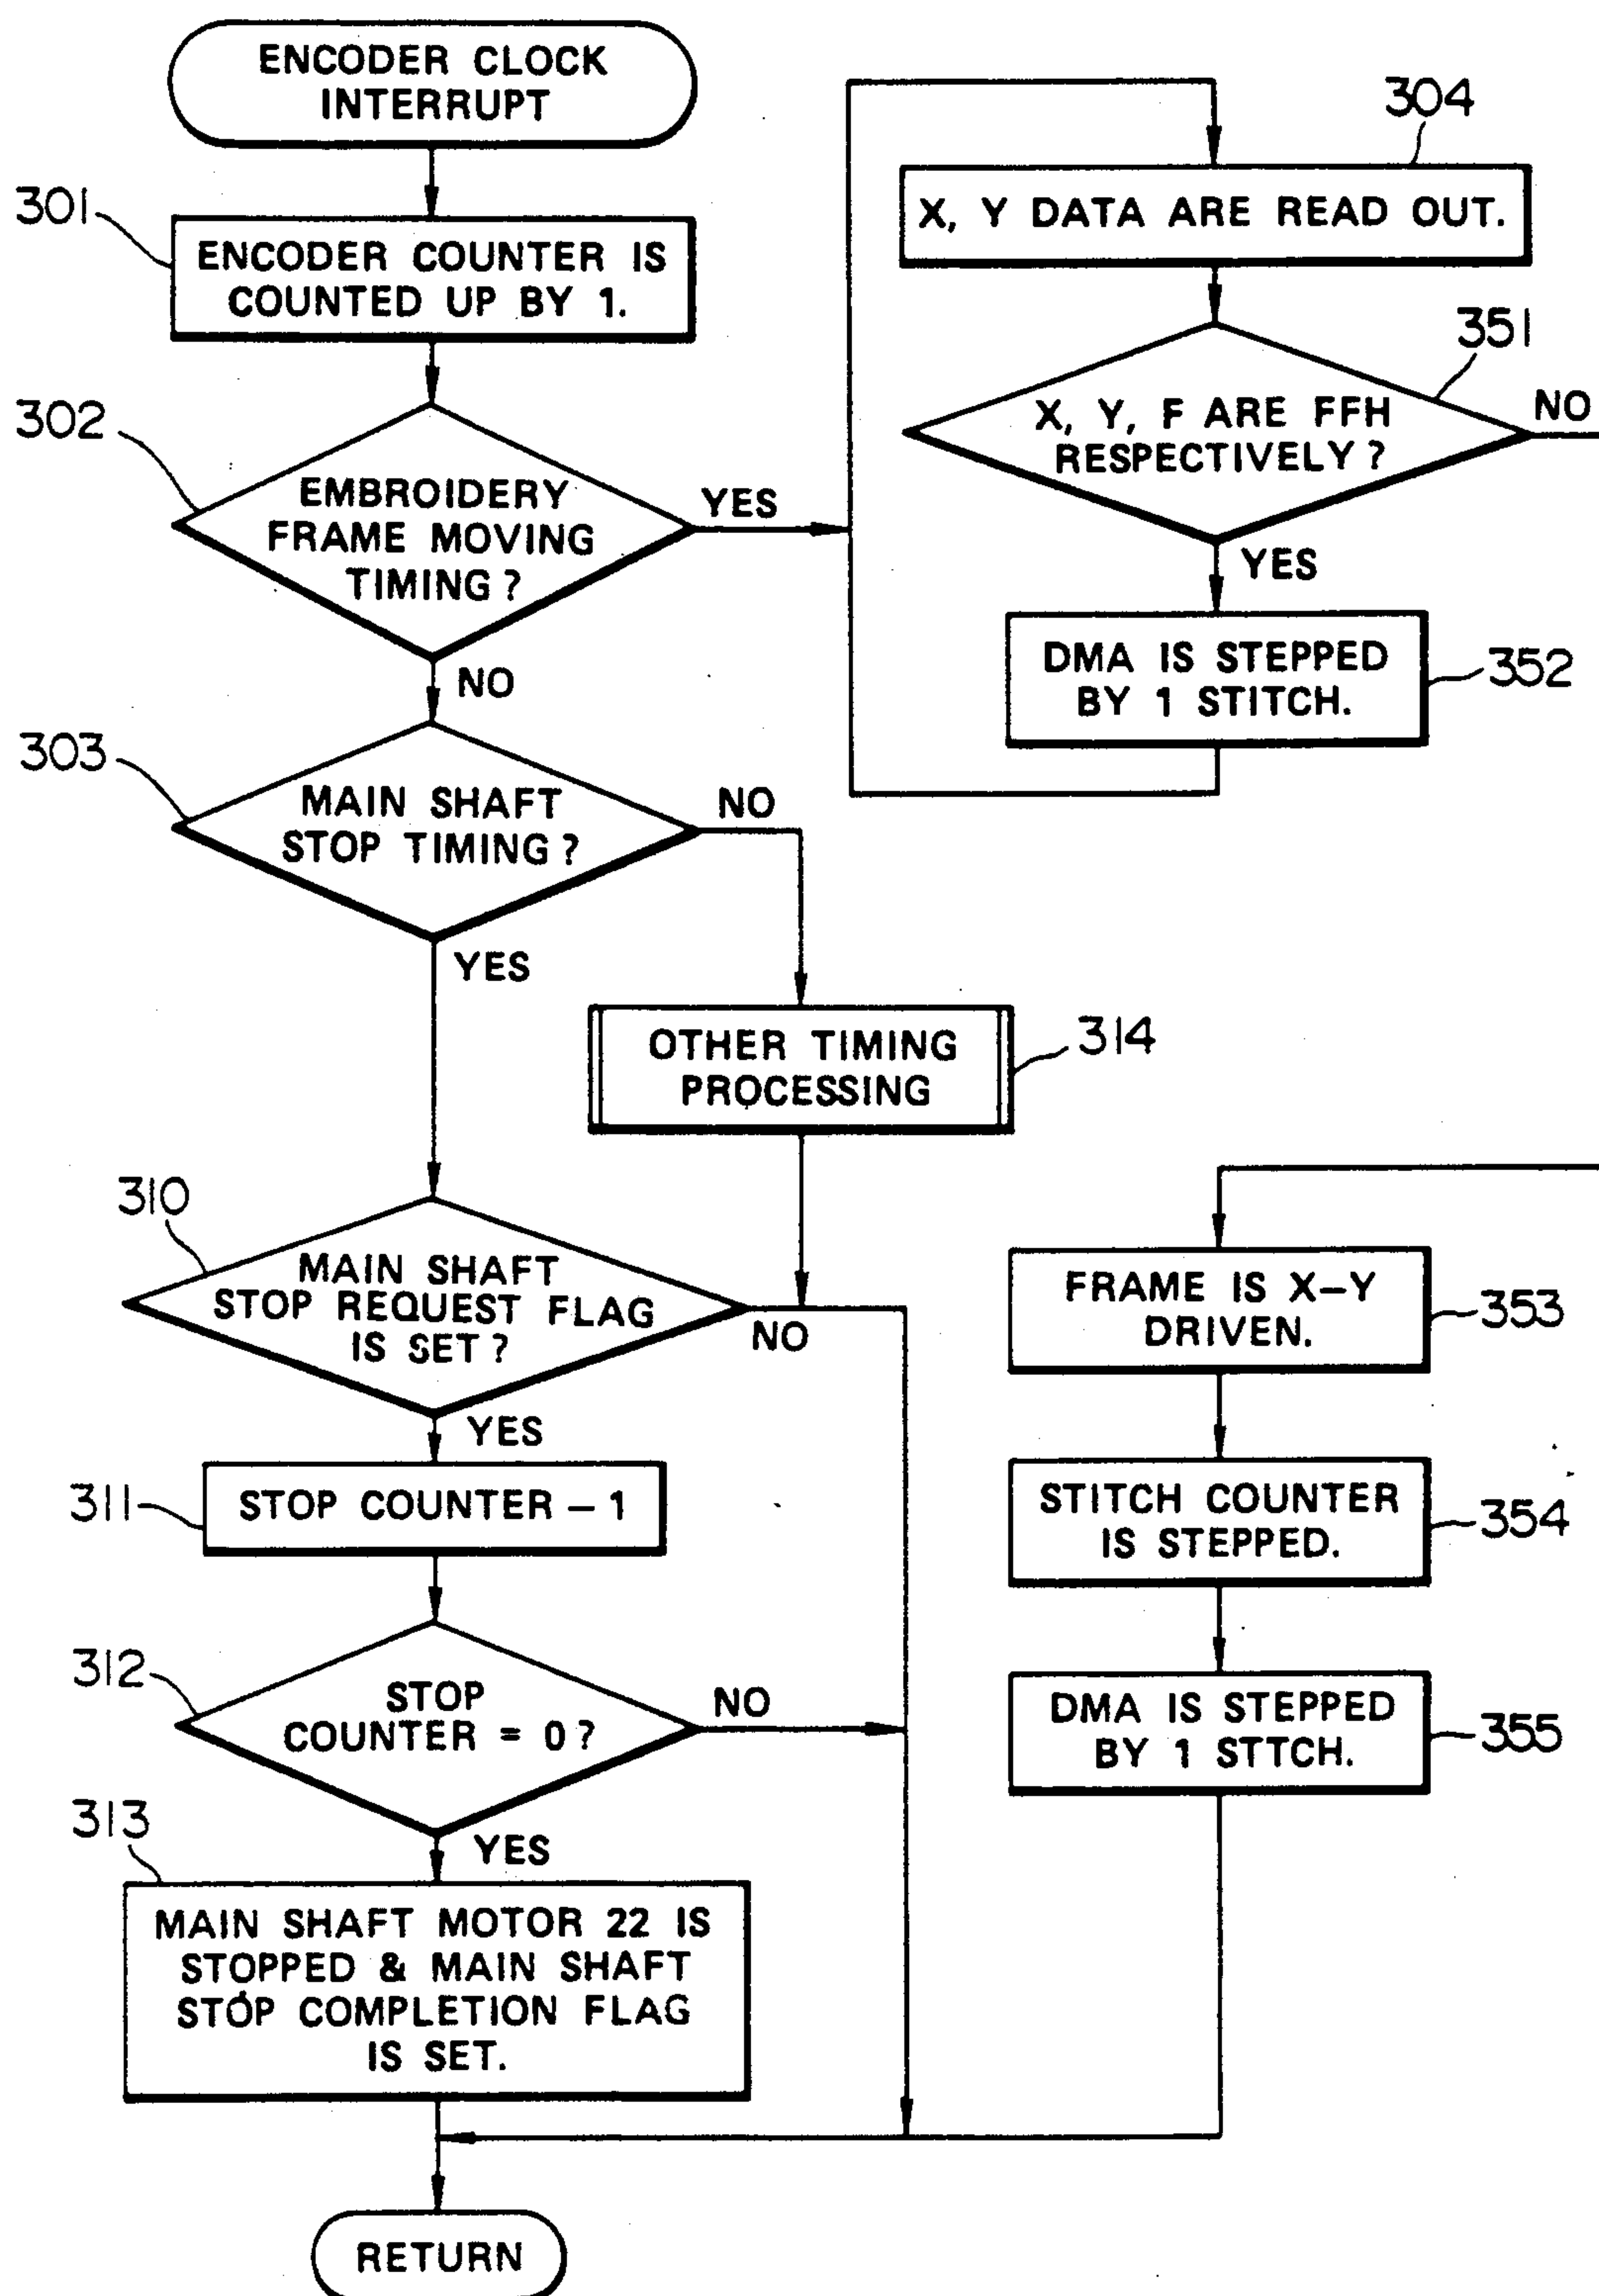 ENCODER CLOCK
INTERRUPT
301
ENCODER COUNTER IS
COUNTED UP BY 1.
302
EMBROIDERY
FRAME MOVING
TIMING?
YES
NO
303
MAIN SHAFT
STOP TIMING?
NO
YES
OTHER TIMING
PROCESSING
314
310
MAIN SHAFT
STOP REQUEST FLAG
IS SET?
NO
YES
311
STOP COUNTER – 1
312
STOP
COUNTER = 0?
NO
YES
313
MAIN SHAFT MOTOR 22 IS
STOPPED & MAIN SHAFT
STOP COMPLETION FLAG
IS SET.
RETURN
304
X, Y DATA ARE READ OUT.
351
X, Y, F ARE FFH
RESPECTIVELY?
NO
YES
DMA IS STEPPED
BY 1 STITCH.
352
FRAME IS X–Y
DRIVEN.
353
STITCH COUNTER
IS STEPPED.
354
DMA IS STEPPED
BY 1 STTCH.
355